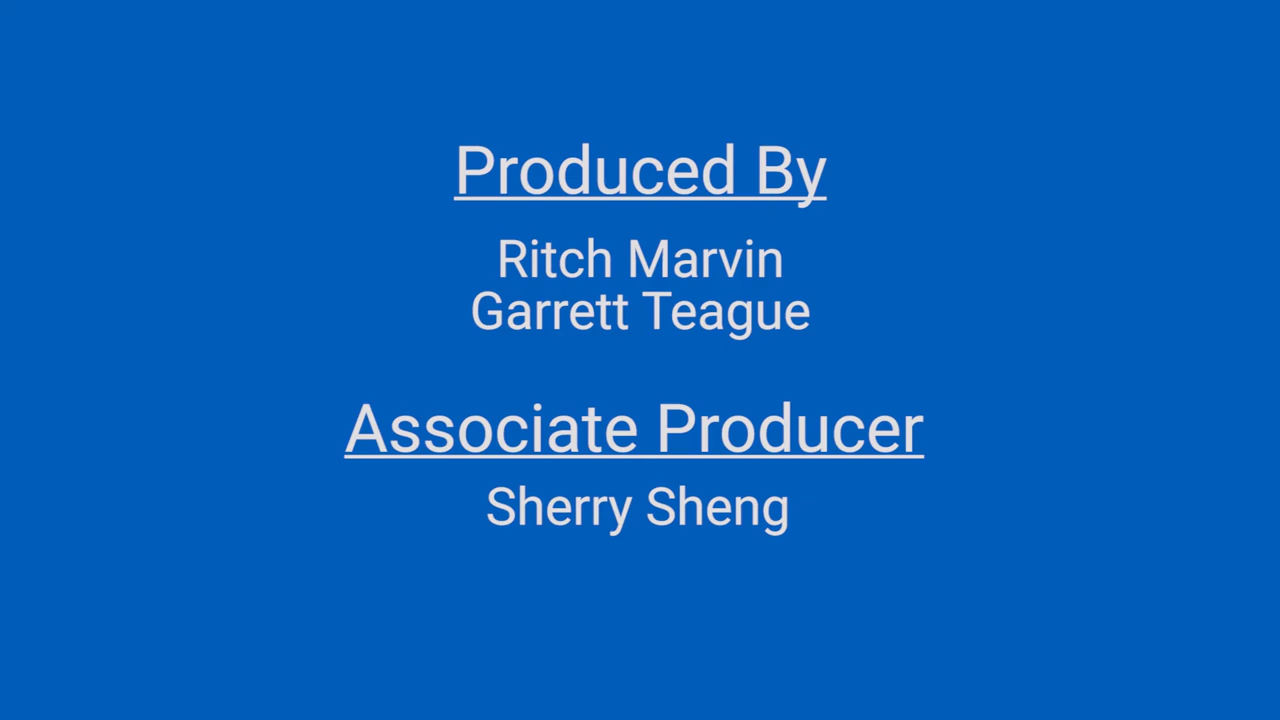 Produced By
Ritch Marvin
Garrett Teague
Associate Producer
Sherry Sheng